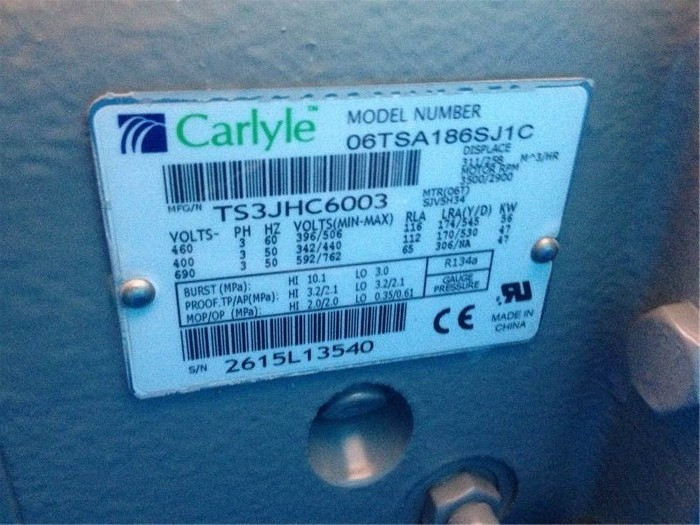 Carlyle™
MODEL NUMBER
06TSA186SJ1C
DISPLACE
311/258 M^3/HR
MOTOR RPM
3500/2900
MFG/N TS3JHC6003
MTR(06T)
SJVSH34
VOLTS- PH HZ VOLTS(MIN-MAX) RLA LRA(Y/D) KW
460 3 60 396/506 116 174/545 56
400 3 50 342/440 112 170/530 47
690 3 50 592/762 65 306/8A 47
BURST (MPa): HI 10.1 LO 3.0
PROOF.TP/AP(MPa): HI 3.2/2.1 LO 3.2/2.1
MOP/OP (MPa): HI 2.0/2.0 LO 0.35/0.61
R134a
GAUGE
PRESSURE
CE
MADE IN
CHINA
S/N 2615L13540